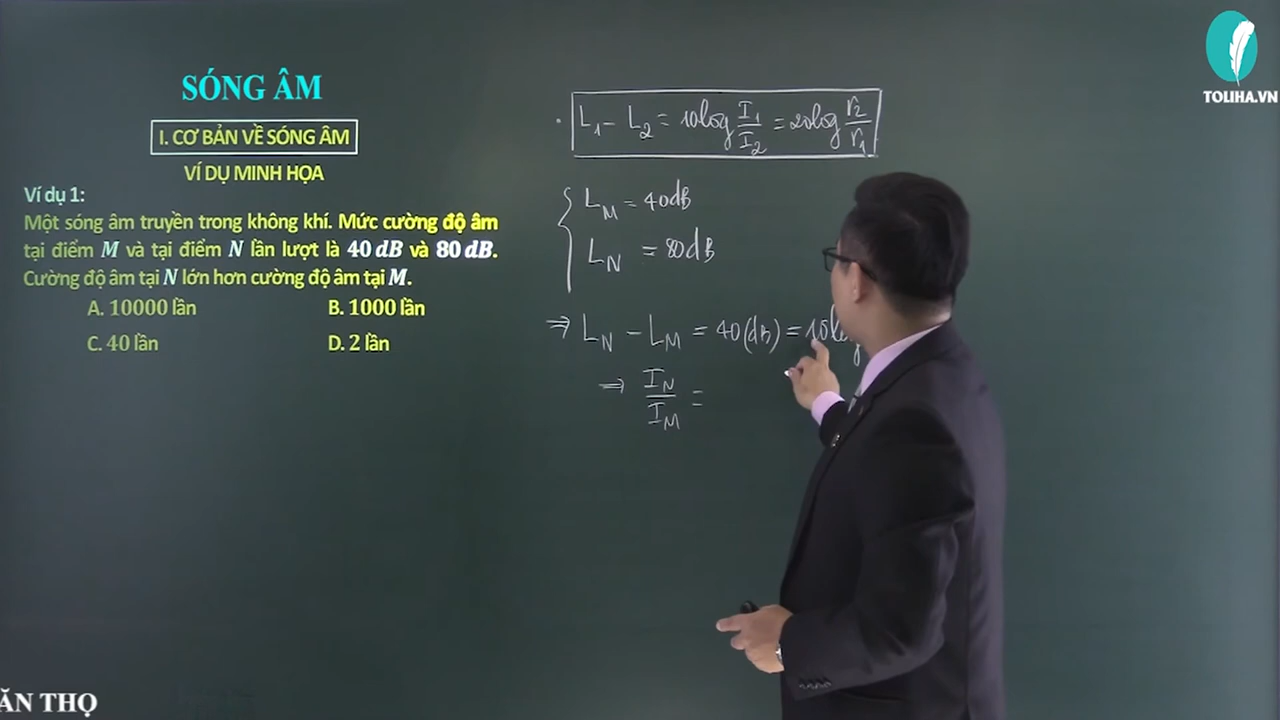 SÓNG ÂM
I. CƠ BẢN VỀ SÓNG ÂM
VÍ DỤ MINH HỌA
Ví dụ 1:
Một sóng âm truyền trong không khí. Mức cường độ âm
tại điểm M và tại điểm N lần lượt là 40 dB và 80 dB.
Cường độ âm tại N lớn hơn cường độ âm tại M.
A. 10000 lần B. 1000 lần
C. 40 lần D. 2 lần
L₁ - L₂ = 10log I₁/I₂ = 20log r₂/r₁
{ L_M = 40dB
L_N = 80dB
⇒ L_N - L_M = 40(dB) = 10log
⇒ I_N/I_M =
TOLIHA.VN
ĂN THỌ